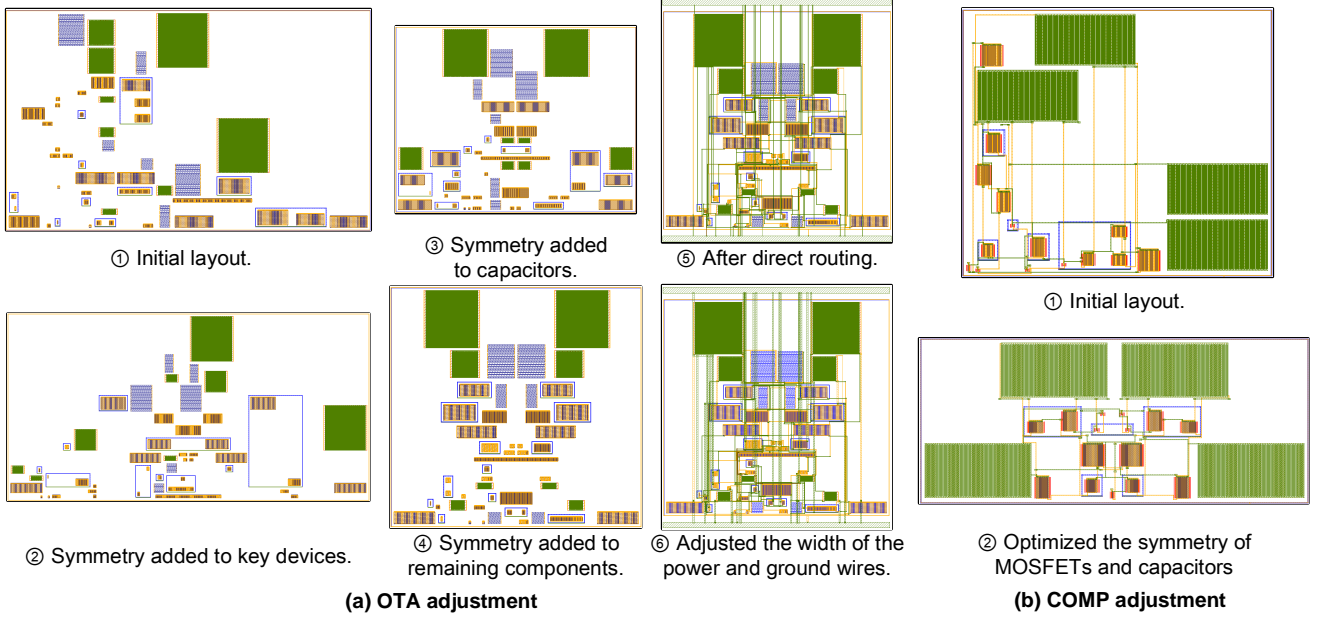 ① Initial layout.
② Symmetry added to key devices.
③ Symmetry added
to capacitors.
④ Symmetry added to
remaining components.
⑤ After direct routing.
⑥ Adjusted the width of the
power and ground wires.
(a) OTA adjustment
① Initial layout.
② Optimized the symmetry of
MOSFETs and capacitors
(b) COMP adjustment